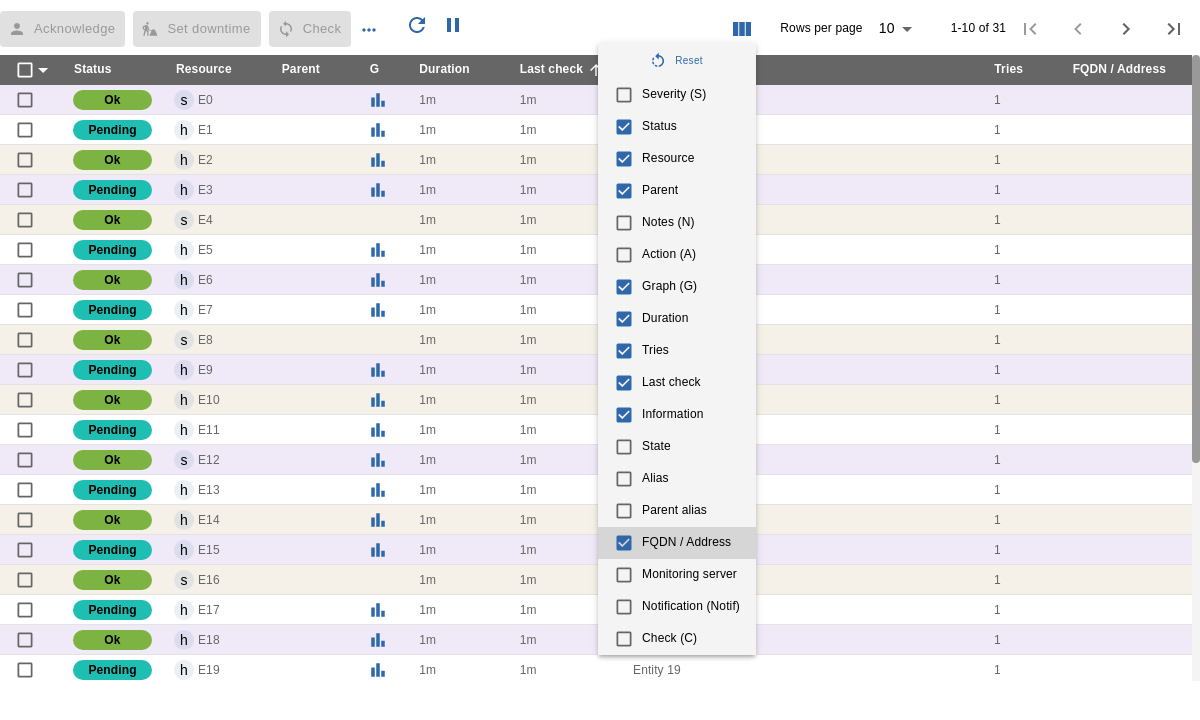 Acknowledge Set downtime Check Rows per page 10 1-10 of 31
Status Resource Parent G Duration Last check Tries FQDN / Address
Ok s E0 1m 1m 1
Pending h E1 1m 1m 1
Ok h E2 1m 1m 1
Pending h E3 1m 1m 1
Ok s E4 1m 1m 1
Pending h E5 1m 1m 1
Ok h E6 1m 1m 1
Pending h E7 1m 1m 1
Ok s E8 1m 1m 1
Pending h E9 1m 1m 1
Ok h E10 1m 1m 1
Pending h E11 1m 1m 1
Ok s E12 1m 1m 1
Pending h E13 1m 1m 1
Ok h E14 1m 1m 1
Pending h E15 1m 1m 1
Ok s E16 1m 1m 1
Pending h E17 1m 1m 1
Ok h E18 1m 1m 1
Pending h E19 1m 1m Entity 19 1
Reset
Severity (S)
Status
Resource
Parent
Notes (N)
Action (A)
Graph (G)
Duration
Tries
Last check
Information
State
Alias
Parent alias
FQDN / Address
Monitoring server
Notification (Notif)
Check (C)